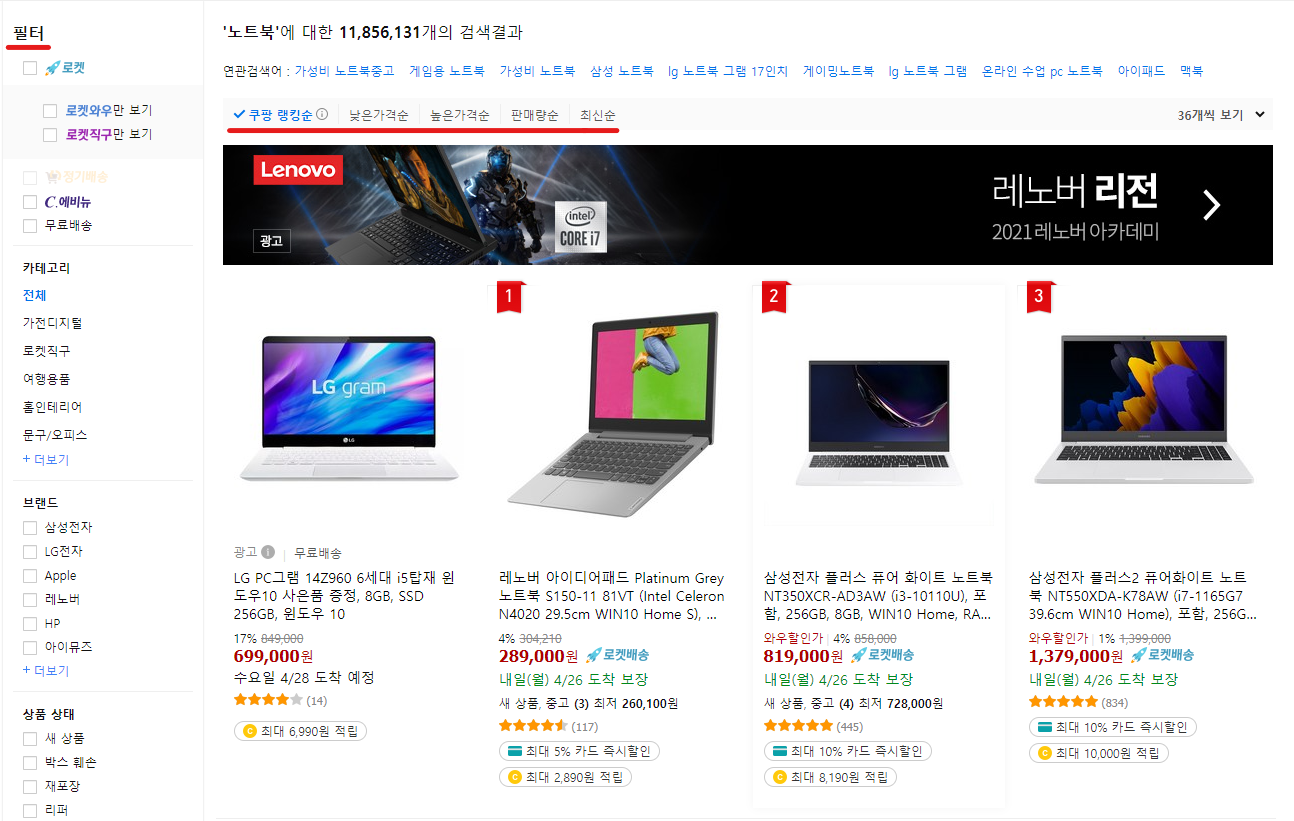 필터
로켓
로켓와우만 보기
로켓직구만 보기
정기배송
C.에비뉴
무료배송
카테고리
전체
가전디지털
로켓직구
여행용품
홈인테리어
문구/오피스
+ 더보기
브랜드
삼성전자
LG전자
Apple
레노버
HP
아이뮤즈
+ 더보기
상품 상태
새 상품
박스 훼손
재포장
리퍼
'노트북'에 대한 11,856,131개의 검색결과
연관검색어 : 가성비 노트북중고 게임용 노트북 가성비 노트북 삼성 노트북 lg 노트북 그램 17인치 게이밍노트북 lg 노트북 그램 온라인 수업 pc 노트북 아이패드 맥북
쿠팡 랭킹순 낮은가격순 높은가격순 판매량순 최신순 36개씩 보기
Lenovo
광고
intel
CORE i7
레노버 리전
2021 레노버 아카데미
LG gram
LG
광고 무료배송
LG PC그램 14Z960 6세대 i5탑재 윈
도우10 사은품 증정, 8GB, SSD
256GB, 윈도우 10
17% 849,000
699,000원
수요일 4/28 도착 예정
(14)
최대 6,990원 적립
1
레노버 아이디어패드 Platinum Grey
노트북 S150-11 81VT (Intel Celeron
N4020 29.5cm WIN10 Home S), ...
4% 304,210
289,000원 로켓배송
내일(월) 4/26 도착 보장
새 상품, 중고 (3) 최저 260,100원
(117)
최대 5% 카드 즉시할인
최대 2,890원 적립
2
삼성전자 플러스 퓨어 화이트 노트북
NT350XCR-AD3AW (i3-10110U), 포
함, 256GB, 8GB, WIN10 Home, RA...
와우할인가 4% 858,000
819,000원 로켓배송
내일(월) 4/26 도착 보장
새 상품, 중고 (4) 최저 728,000원
(445)
최대 10% 카드 즉시할인
최대 8,190원 적립
3
삼성전자 플러스2 퓨어화이트 노트
북 NT550XDA-K78AW (i7-1165G7
39.6cm WIN10 Home), 포함, 256G...
와우할인가 1% 1,399,000
1,379,000원 로켓배송
내일(월) 4/26 도착 보장
(834)
최대 10% 카드 즉시할인
최대 10,000원 적립